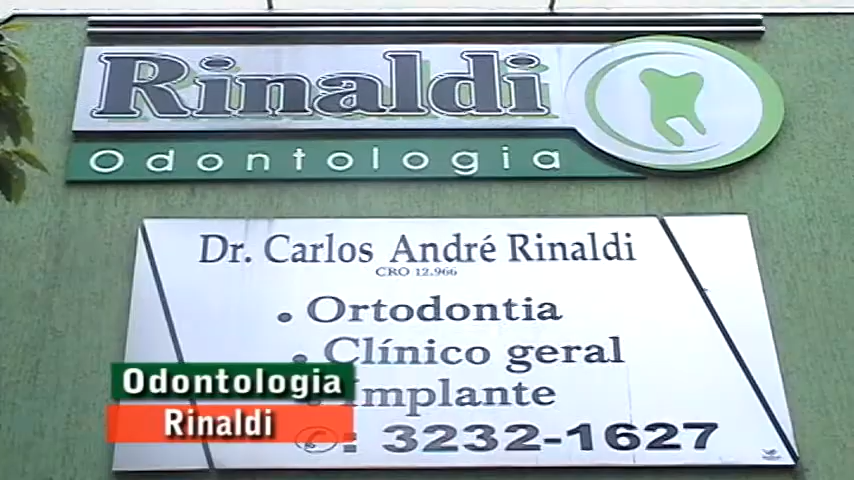 Rinaldi
Odontologia
Dr. Carlos André Rinaldi
CRO 12.966
• Ortodontia
• Clínico geral
• Implante
✆: 3232-1627
Odontologia
Rinaldi